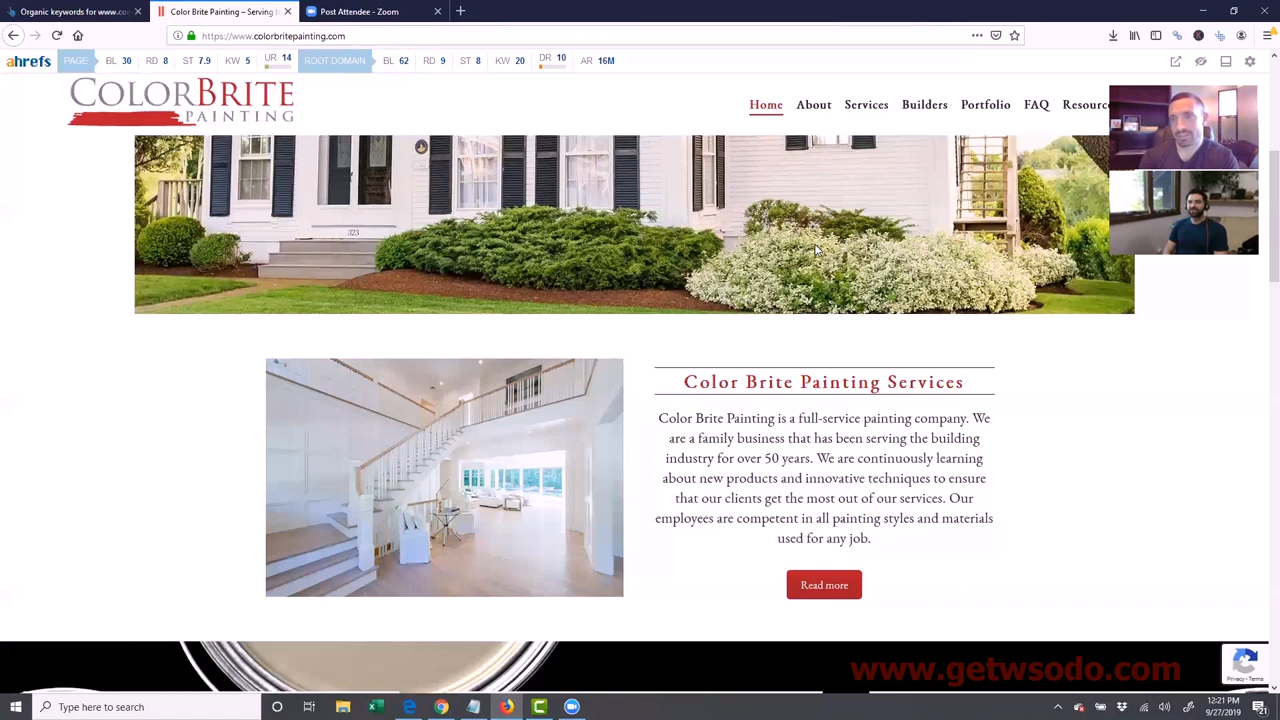 Organic keywords for www.co
Color Brite Painting – Serving
Post Attendee - Zoom
https://www.colorbritepainting.com
ahrefs PAGE BL 30 RD 8 ST 7.9 KW 5 UR 14 ROOT DOMAIN BL 62 RD 9 ST 8 KW 20 DR 10 AR 16M
COLORBRITE
PAINTING
Home About Services Builders Portfolio FAQ Resourc
323
Color Brite Painting Services
Color Brite Painting is a full-service painting company. We
are a family business that has been serving the building
industry for over 50 years. We are continuously learning
about new products and innovative techniques to ensure
that our clients get the most out of our services. Our
employees are competent in all painting styles and materials
used for any job.
Read more
www.getwsodo.com
Privacy - Terms
Type here to search
12:21 PM
9/27/2019
21